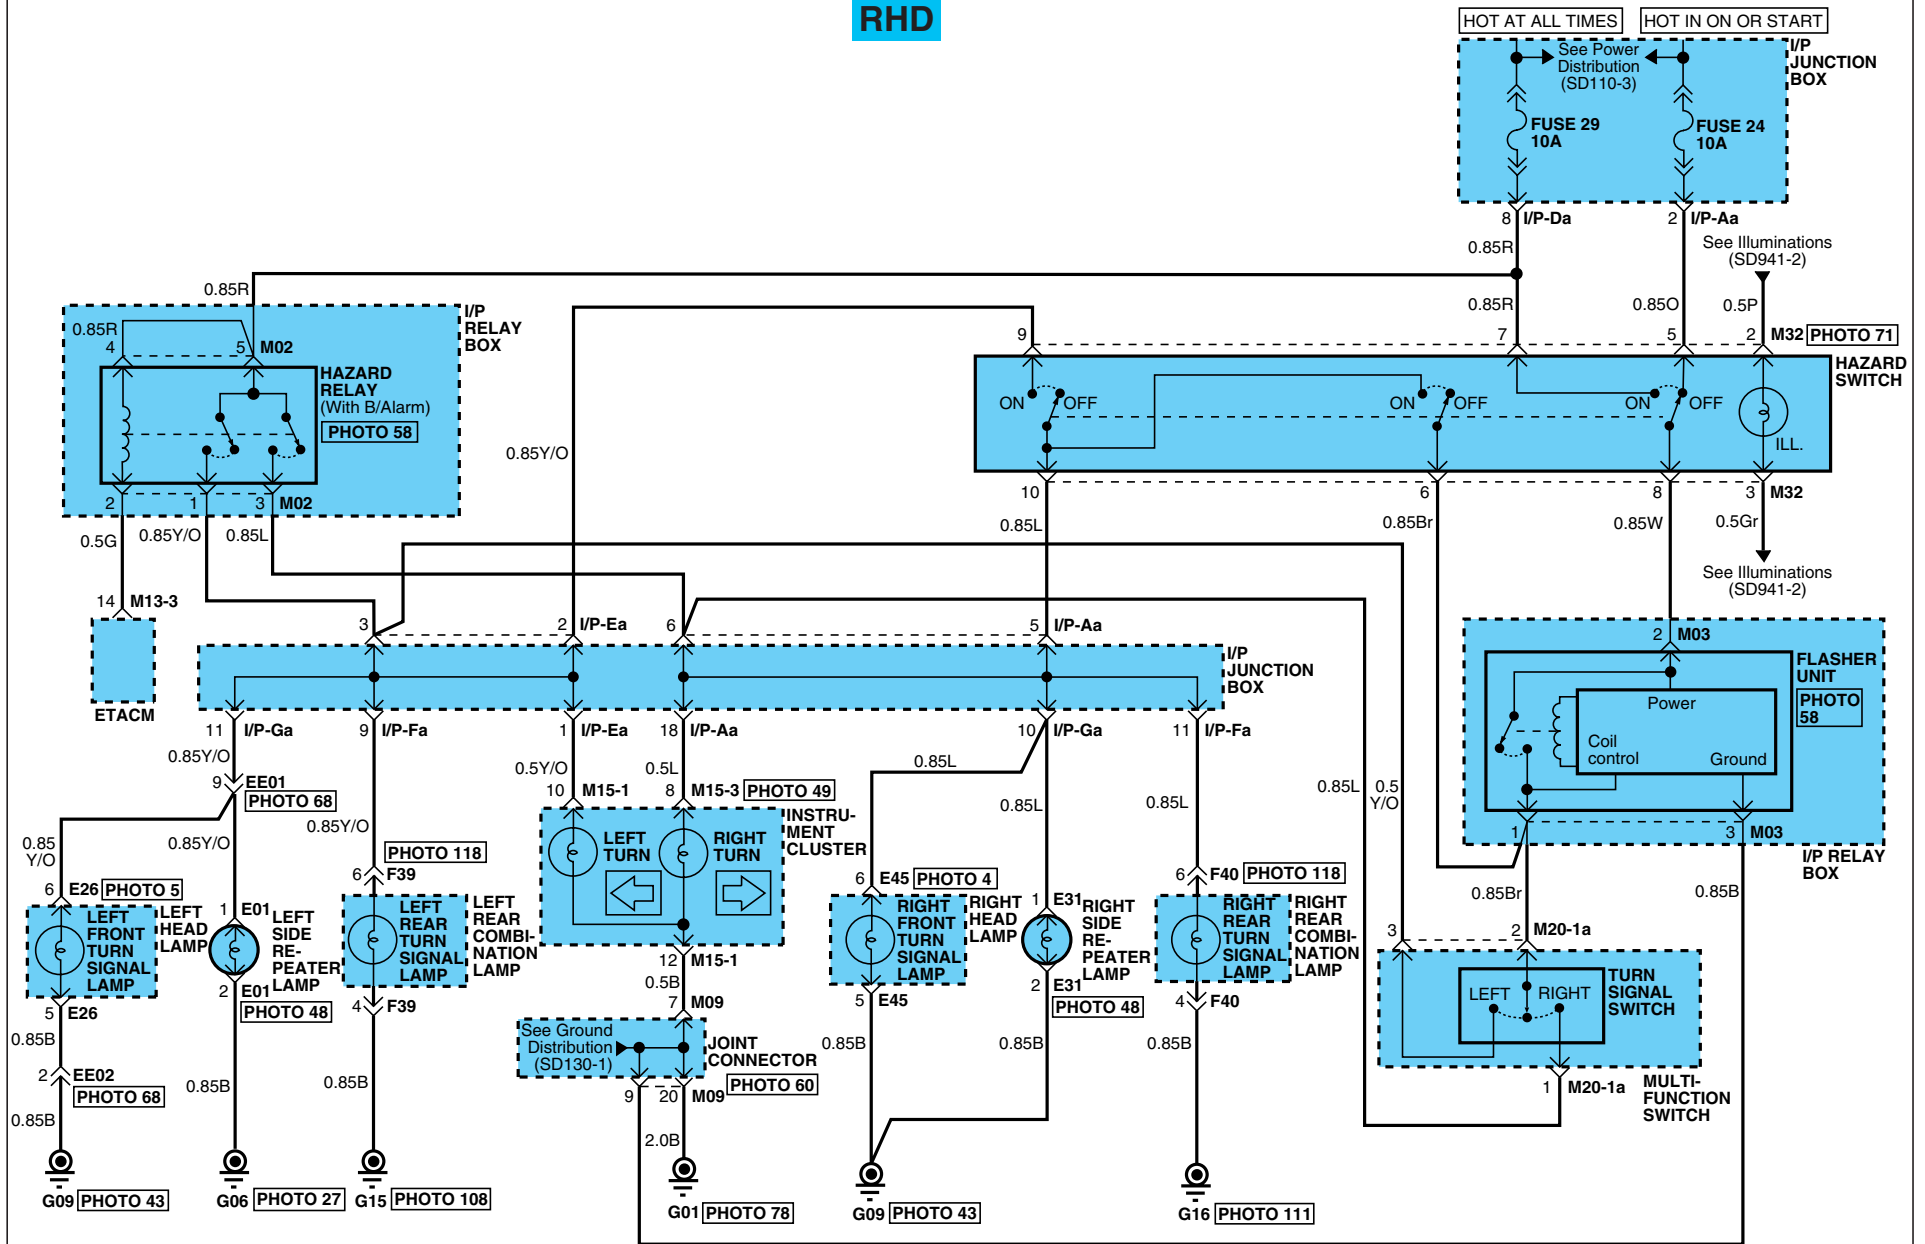 RHD
HOT AT ALL TIMES
HOT IN ON OR START
See Power
Distribution
(SD110-3)
I/P
JUNCTION
BOX
FUSE 29
10A
FUSE 24
10A
8 I/P-Da
2 I/P-Aa
0.85R
See Illuminations
(SD941-2)
0.85R
0.85R
0.85O
0.5P
I/P
RELAY
BOX
0.85R
4
5 M02
9
7
5
2 M32 PHOTO 71
HAZARD
RELAY
(With B/Alarm)
PHOTO 58
HAZARD
SWITCH
ON
OFF
ON
OFF
ON
OFF
ILL.
0.85Y/O
2
1
3 M02
10
6
8
3 M32
0.5G
0.85Y/O
0.85L
0.85L
0.85Br
0.85W
0.5Gr
See Illuminations
(SD941-2)
14 M13-3
ETACM
3
2 I/P-Ea
6
5 I/P-Aa
I/P
JUNCTION
BOX
2 M03
FLASHER
UNIT
PHOTO
58
Power
Coil
control
Ground
11 I/P-Ga
9 I/P-Fa
1 I/P-Ea
18 I/P-Aa
10 I/P-Ga
11 I/P-Fa
0.85Y/O
0.5Y/O
0.5L
0.85L
9 EE01
PHOTO 68
10 M15-1
8 M15-3 PHOTO 49
0.85L
0.85L
0.85L
0.5
Y/O
0.85
Y/O
0.85Y/O
0.85Y/O
INSTRU-
MENT
CLUSTER
LEFT
TURN
RIGHT
TURN
1
3 M03
I/P RELAY
BOX
PHOTO 118
6 F39
6 E26 PHOTO 5
6 E45 PHOTO 4
6 F40 PHOTO 118
0.85Br
0.85B
LEFT
FRONT
TURN
SIGNAL
LAMP
LEFT
HEAD
LAMP
1 E01
LEFT
SIDE
RE-
PEATER
LAMP
LEFT
REAR
TURN
SIGNAL
LAMP
LEFT
REAR
COMBI-
NATION
LAMP
RIGHT
FRONT
TURN
SIGNAL
LAMP
RIGHT
HEAD
LAMP
1 E31
RIGHT
SIDE
RE-
PEATER
LAMP
RIGHT
REAR
TURN
SIGNAL
LAMP
RIGHT
REAR
COMBI-
NATION
LAMP
3
2 M20-1a
TURN
SIGNAL
SWITCH
LEFT
RIGHT
12 M15-1
0.5B
5 E26
2 E01
PHOTO 48
4 F39
7 M09
5 E45
2 E31
PHOTO 48
4 F40
0.85B
See Ground
Distribution
(SD130-1)
JOINT
CONNECTOR
PHOTO 60
0.85B
0.85B
0.85B
2 EE02
PHOTO 68
0.85B
0.85B
9
20 M09
1 M20-1a
MULTI-
FUNCTION
SWITCH
0.85B
2.0B
G09 PHOTO 43
G06 PHOTO 27
G15 PHOTO 108
G01 PHOTO 78
G09 PHOTO 43
G16 PHOTO 111